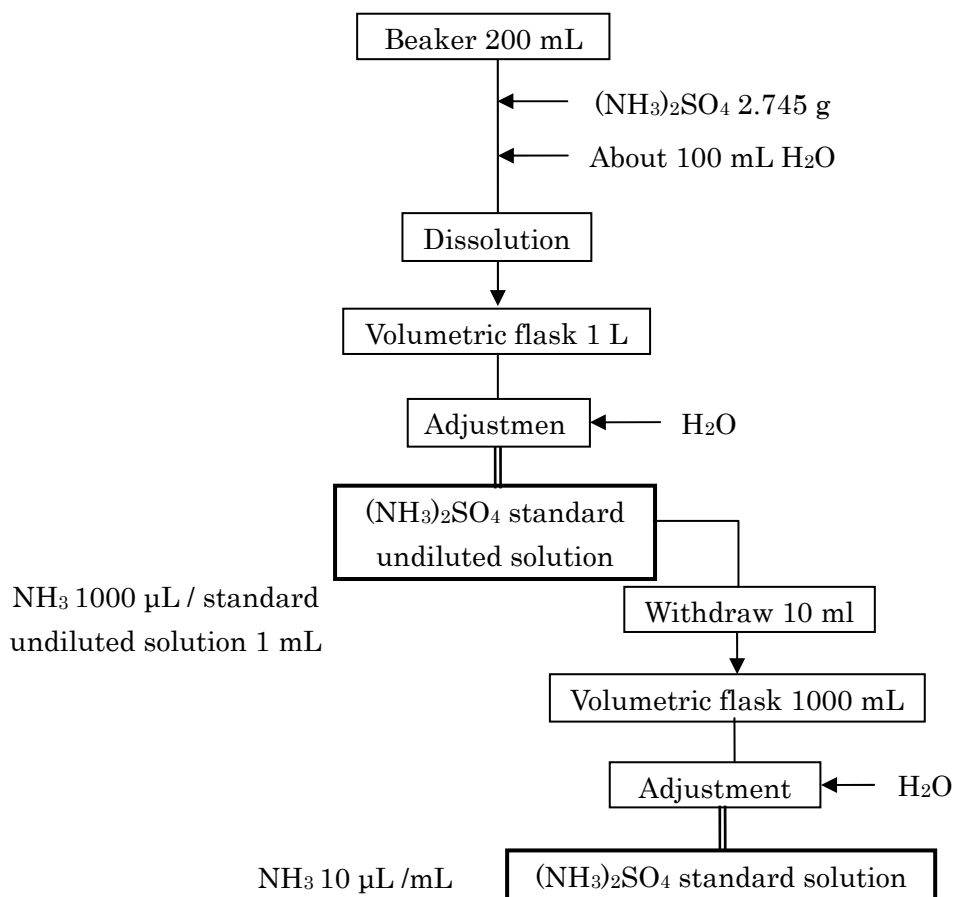 Beaker 200 mL
(NH₃)₂SO₄ 2.745 g
About 100 mL H₂O
Dissolution
Volumetric flask 1 L
Adjustmen
H₂O
(NH₃)₂SO₄ standard
undiluted solution
NH₃ 1000 µL / standard
undiluted solution 1 mL
Withdraw 10 ml
Volumetric flask 1000 mL
Adjustment
H₂O
NH₃ 10 µL /mL
(NH₃)₂SO₄ standard solution